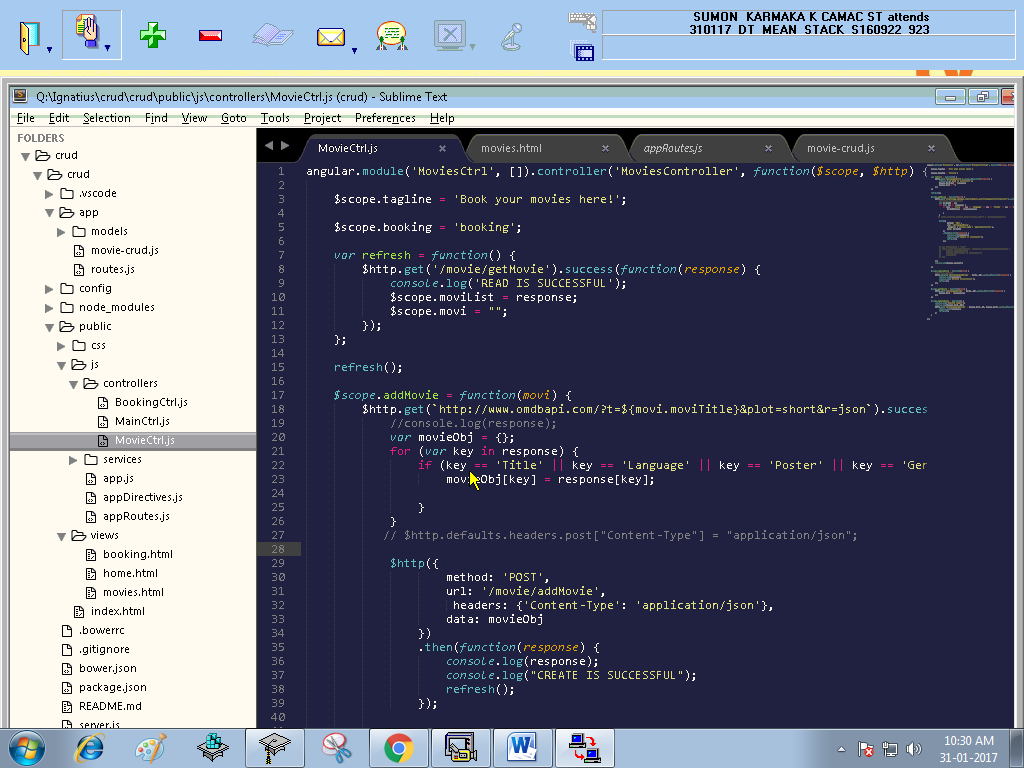 SUMON KARMAKA K CAMAC ST attends
310117_DT_MEAN_STACK_S160922_923
Q:\Ignatius\crud\crud\public\js\controllers\MovieCtrl.js (crud) - Sublime Text
File Edit Selection Find View Goto Tools Project Preferences Help
FOLDERS
crud
crud
.vscode
app
models
movie-crud.js
routes.js
config
node_modules
public
css
js
controllers
BookingCtrl.js
MainCtrl.js
MovieCtrl.js
services
app.js
appDirectives.js
appRoutes.js
views
booking.html
home.html
movies.html
index.html
.bowerrc
.gitignore
bower.json
package.json
README.md
server.js
MovieCtrl.js × movies.html × appRoutes.js × movie-crud.js ×
1 angular.module('MoviesCtrl', []).controller('MoviesController', function($scope, $http) {
2
3 $scope.tagline = 'Book your movies here!';
4
5 $scope.booking = 'booking';
6
7 var refresh = function() {
8 $http.get('/movie/getMovie').success(function(response) {
9 console.log('READ IS SUCCESSFUL');
10 $scope.moviList = response;
11 $scope.movi = "";
12 });
13 };
14
15 refresh();
16
17 $scope.addMovie = function(movi) {
18 $http.get(`http://www.omdbapi.com/?t=${movi.moviTitle}&plot=short&r=json`).succes
19 //console.log(response);
20 var movieObj = {};
21 for (var key in response) {
22 if (key == 'Title' || key == 'Language' || key == 'Poster' || key == 'Ger
23 movieObj[key] = response[key];
24
25 }
26 }
27 // $http.defaults.headers.post["Content-Type"] = "application/json";
28
29 $http({
30 method: 'POST',
31 url: '/movie/addMovie',
32 headers: {'Content-Type': 'application/json'},
33 data: movieObj
34 })
35 .then(function(response) {
36 console.log(response);
37 console.log("CREATE IS SUCCESSFUL");
38 refresh();
39 });
40
10:30 AM
31-01-2017